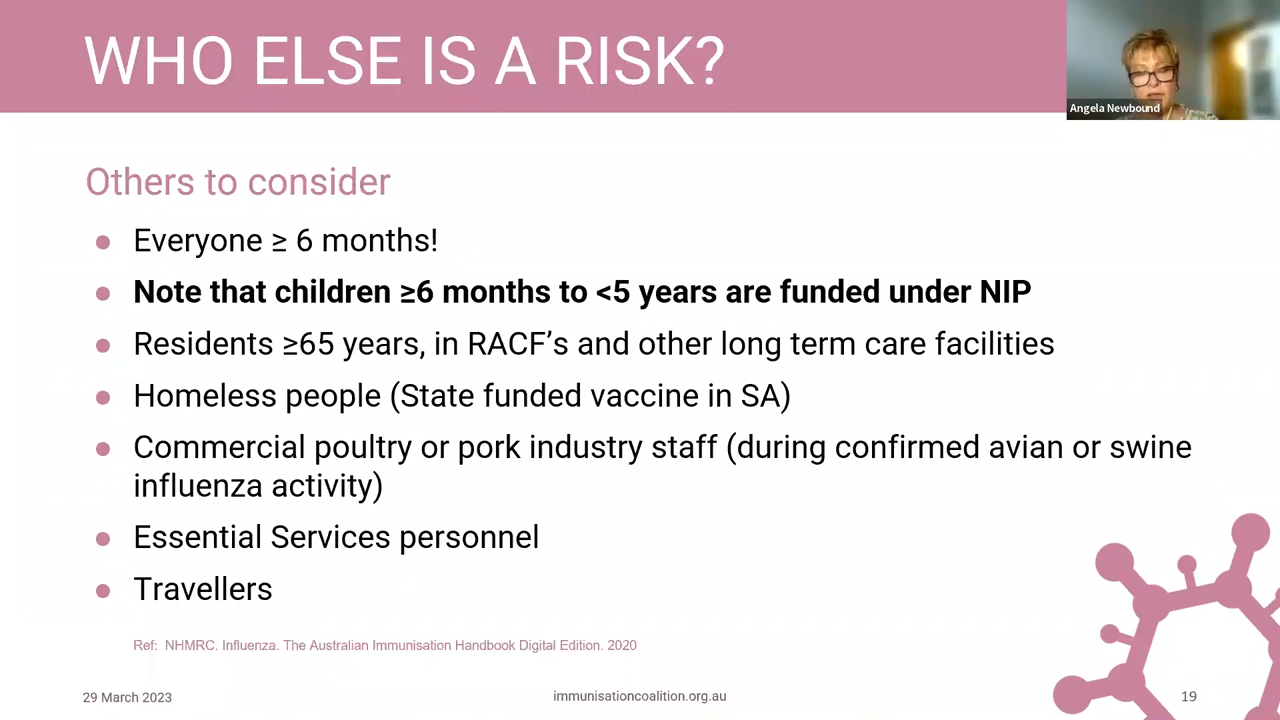 WHO ELSE IS A RISK?
Angela Newbound
Others to consider
● Everyone ≥ 6 months!
● Note that children ≥6 months to <5 years are funded under NIP
● Residents ≥65 years, in RACF’s and other long term care facilities
● Homeless people (State funded vaccine in SA)
● Commercial poultry or pork industry staff (during confirmed avian or swine
influenza activity)
● Essential Services personnel
● Travellers
Ref: NHMRC. Influenza. The Australian Immunisation Handbook Digital Edition. 2020
29 March 2023
immunisationcoalition.org.au
19